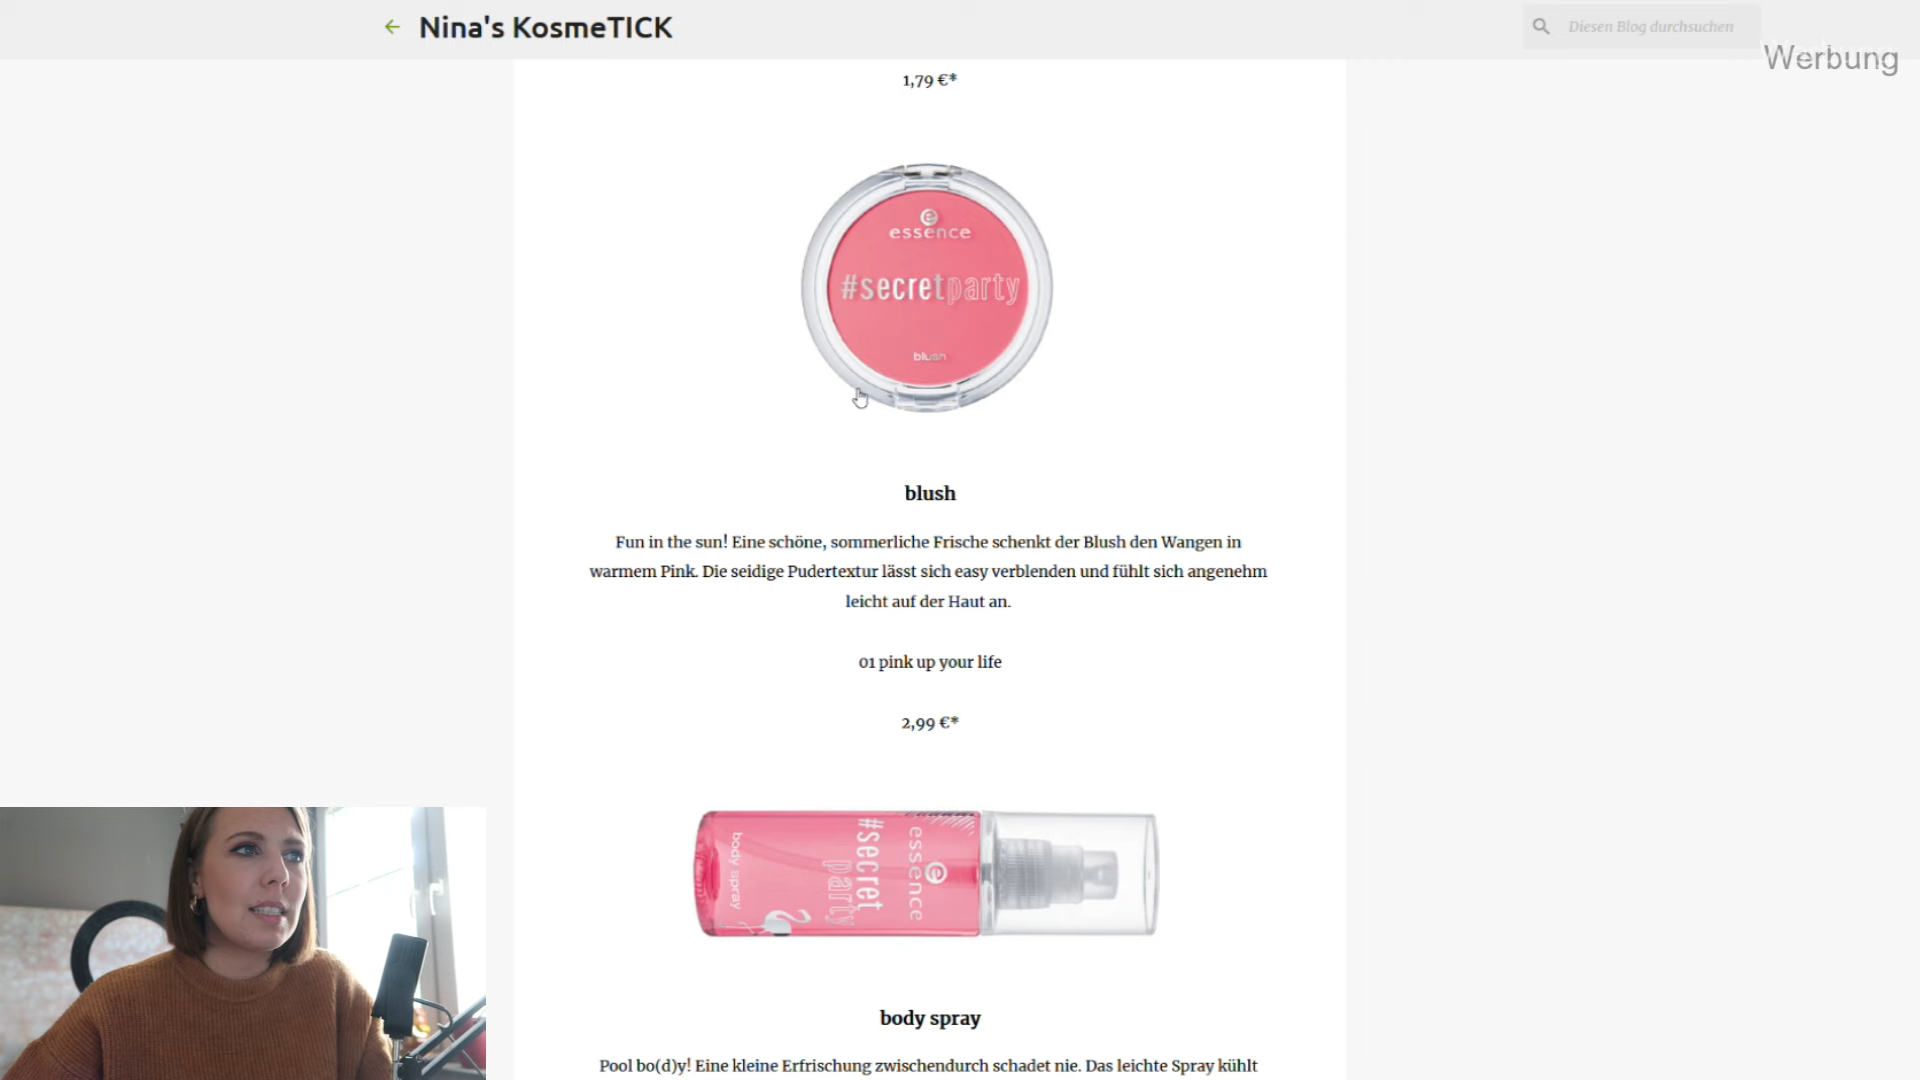 Nina's KosmeTICK
Diesen Blog durchsuchen
Werbung
1,79 €*
essence
#secretparty
blush
blush
Fun in the sun! Eine schöne, sommerliche Frische schenkt der Blush den Wangen in
warmem Pink. Die seidige Pudertextur lässt sich easy verblenden und fühlt sich angenehm
leicht auf der Haut an.
01 pink up your life
2,99 €*
essence
#secret
party
body spray
body spray
Pool bo(d)y! Eine kleine Erfrischung zwischendurch schadet nie. Das leichte Spray kühlt